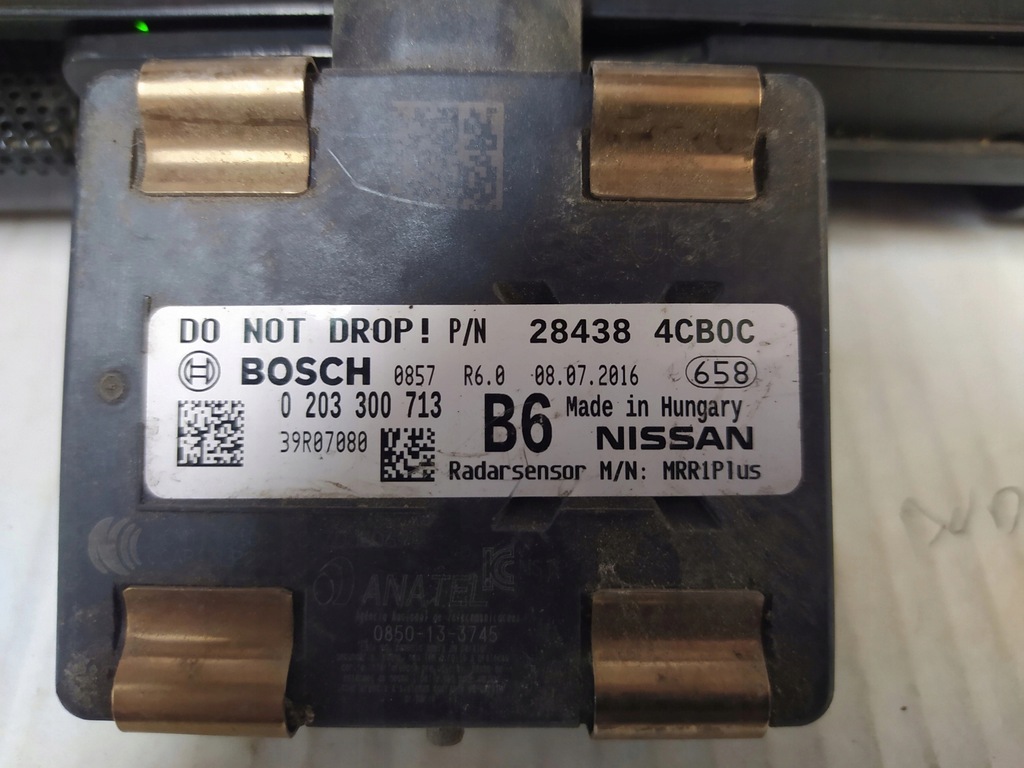 DO NOT DROP! P/N 28438 4CB0C
BOSCH 0857 R6.0 08.07.2016 658
0 203 300 713 B6 Made in Hungary
39R07080 NISSAN
Radarsensor M/N: MRR1Plus
ANATEL
0850-13-3745